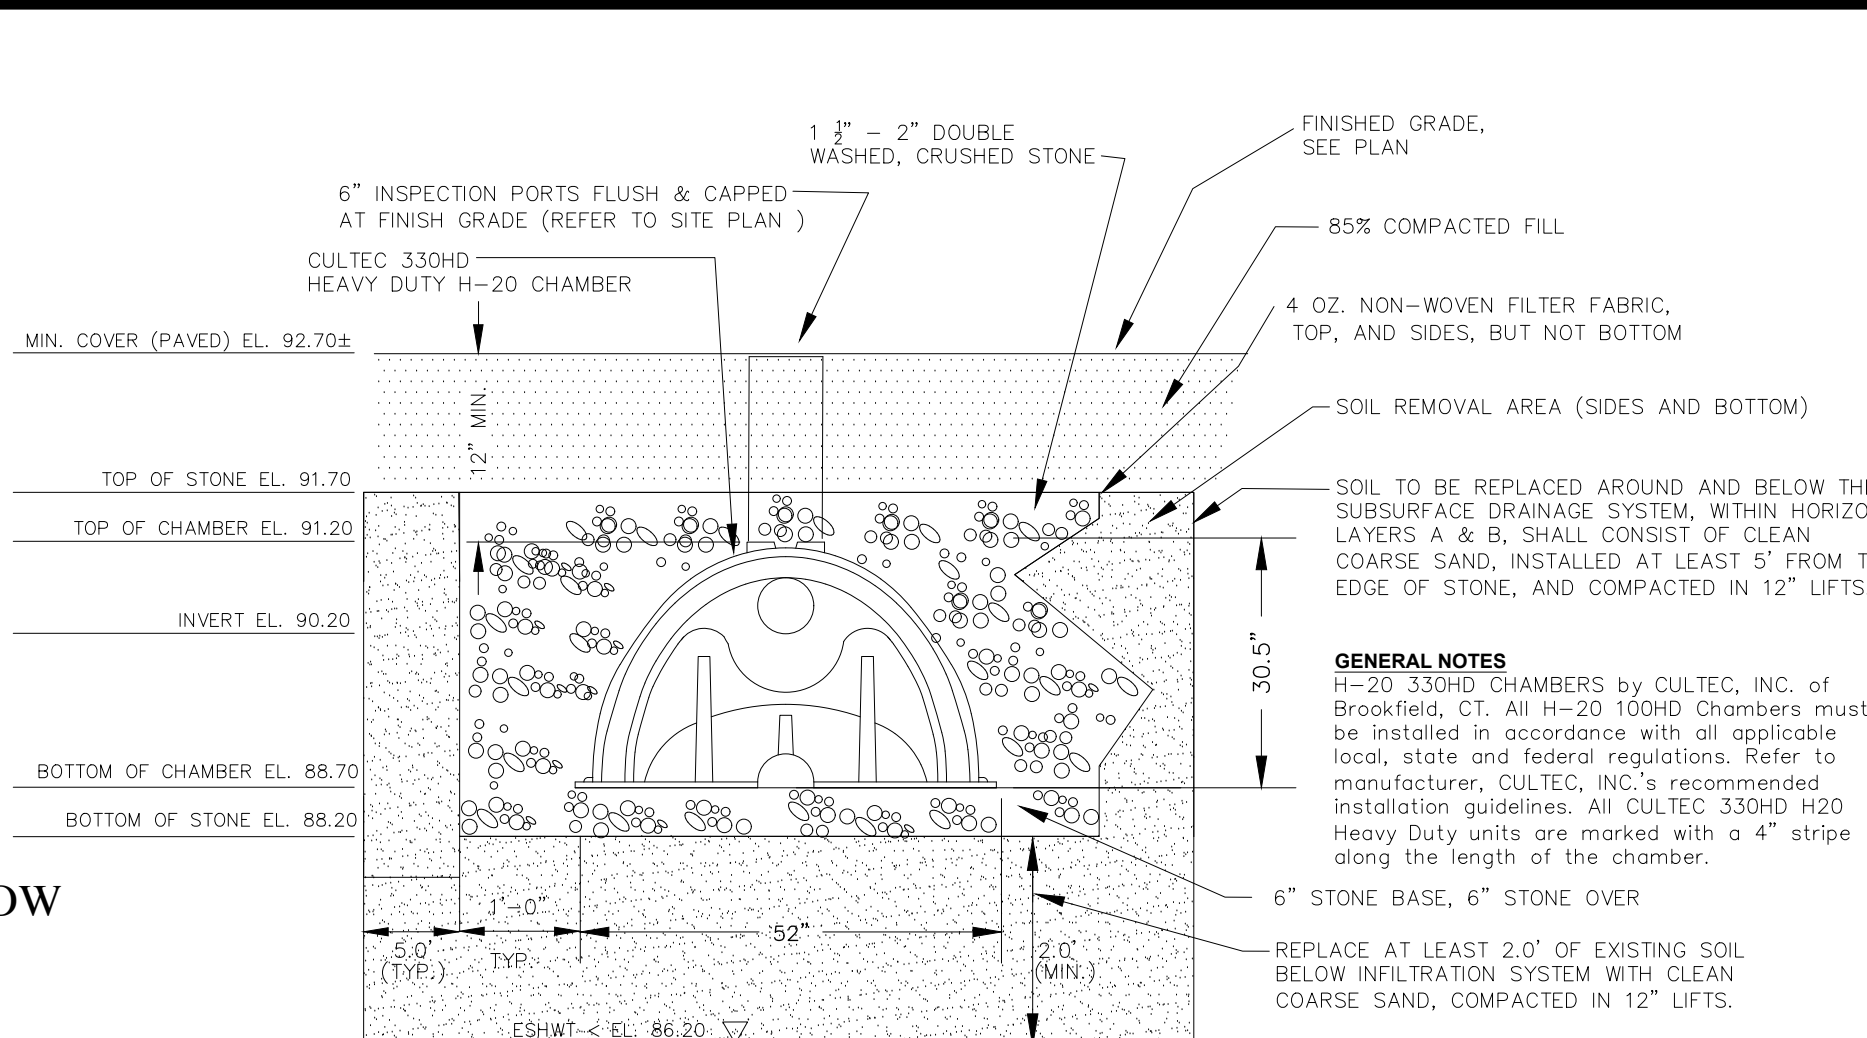 1 ½" – 2" DOUBLE
WASHED, CRUSHED STONE
FINISHED GRADE,
SEE PLAN
6" INSPECTION PORTS FLUSH & CAPPED
AT FINISH GRADE (REFER TO SITE PLAN )
85% COMPACTED FILL
CULTEC 330HD
HEAVY DUTY H–20 CHAMBER
4 OZ. NON–WOVEN FILTER FABRIC,
TOP, AND SIDES, BUT NOT BOTTOM
MIN. COVER (PAVED) EL. 92.70±
12" MIN.
SOIL REMOVAL AREA (SIDES AND BOTTOM)
TOP OF STONE EL. 91.70
TOP OF CHAMBER EL. 91.20
INVERT EL. 90.20
BOTTOM OF CHAMBER EL. 88.70
BOTTOM OF STONE EL. 88.20
SOIL TO BE REPLACED AROUND AND BELOW TH
SUBSURFACE DRAINAGE SYSTEM, WITHIN HORIZO
LAYERS A & B, SHALL CONSIST OF CLEAN
COARSE SAND, INSTALLED AT LEAST 5' FROM T
EDGE OF STONE, AND COMPACTED IN 12" LIFTS
30.5"
GENERAL NOTES
H–20 330HD CHAMBERS by CULTEC, INC. of
Brookfield, CT. All H–20 100HD Chambers must
be installed in accordance with all applicable
local, state and federal regulations. Refer to
manufacturer, CULTEC, INC.'s recommended
installation guidelines. All CULTEC 330HD H20
Heavy Duty units are marked with a 4" stripe
along the length of the chamber.
6" STONE BASE, 6" STONE OVER
OW
5.0'
(TYP.)
1'–0"
TYP.
52"
2.0'
(MIN.)
REPLACE AT LEAST 2.0' OF EXISTING SOIL
BELOW INFILTRATION SYSTEM WITH CLEAN
COARSE SAND, COMPACTED IN 12" LIFTS.
ESHWT < EL. 86.20